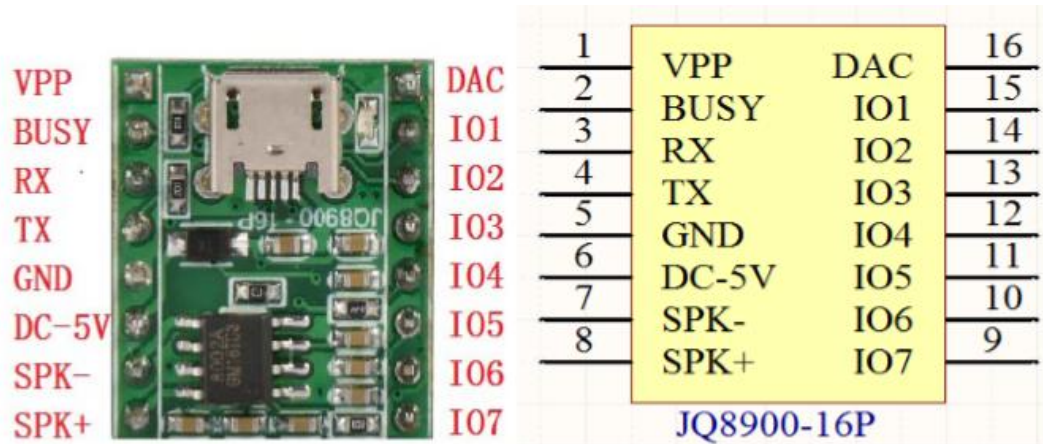 VPP
BUSY
RX
TX
GND
DC-5V
SPK-
SPK+
DAC
IO1
IO2
IO3
IO4
IO5
IO6
IO7
JQ8900-16P
1
2
3
4
5
6
7
8
VPP DAC
BUSY IO1
RX IO2
TX IO3
GND IO4
DC-5V IO5
SPK- IO6
SPK+ IO7
16
15
14
13
12
11
10
9
JQ8900-16P